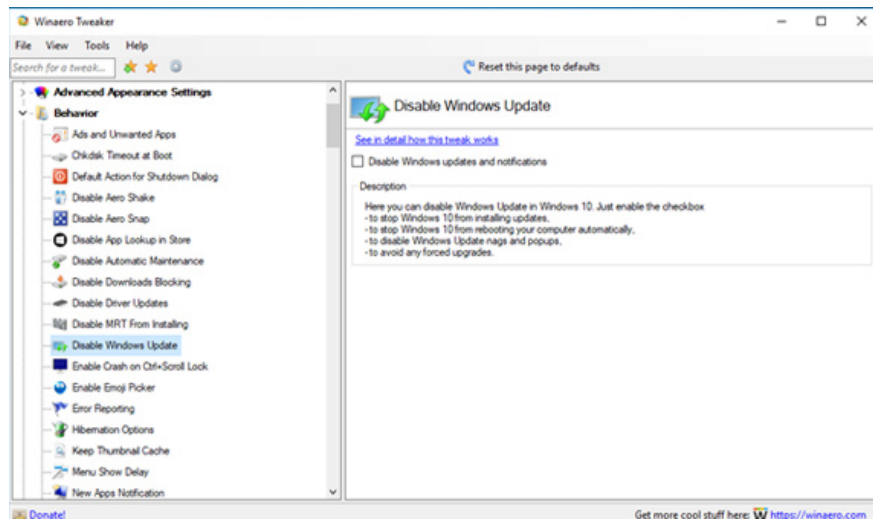 Winaero Tweaker
File View Tools Help
Search for a tweak...
Reset this page to defaults
Advanced Appearance Settings
Behavior
Ads and Unwanted Apps
Chkdsk Timeout at Boot
Default Action for Shutdown Dialog
Disable Aero Shake
Disable Aero Snap
Disable App Lookup in Store
Disable Automatic Maintenance
Disable Downloads Blocking
Disable Driver Updates
Disable MRT From Installing
Disable Windows Update
Enable Crash on Ctrl+Scroll Lock
Enable Emoji Picker
Error Reporting
Hibernation Options
Keep Thumbnail Cache
Menu Show Delay
New Apps Notification
Disable Windows Update
See in detail how this tweak works
Disable Windows updates and notifications
Description
Here you can disable Windows Update in Windows 10. Just enable the checkbox
-to stop Windows 10 from installing updates,
-to stop Windows 10 from rebooting your computer automatically,
-to disable Windows Update nags and popups,
-to avoid any forced upgrades.
Donate!
Get more cool stuff here: W https://winaero.com